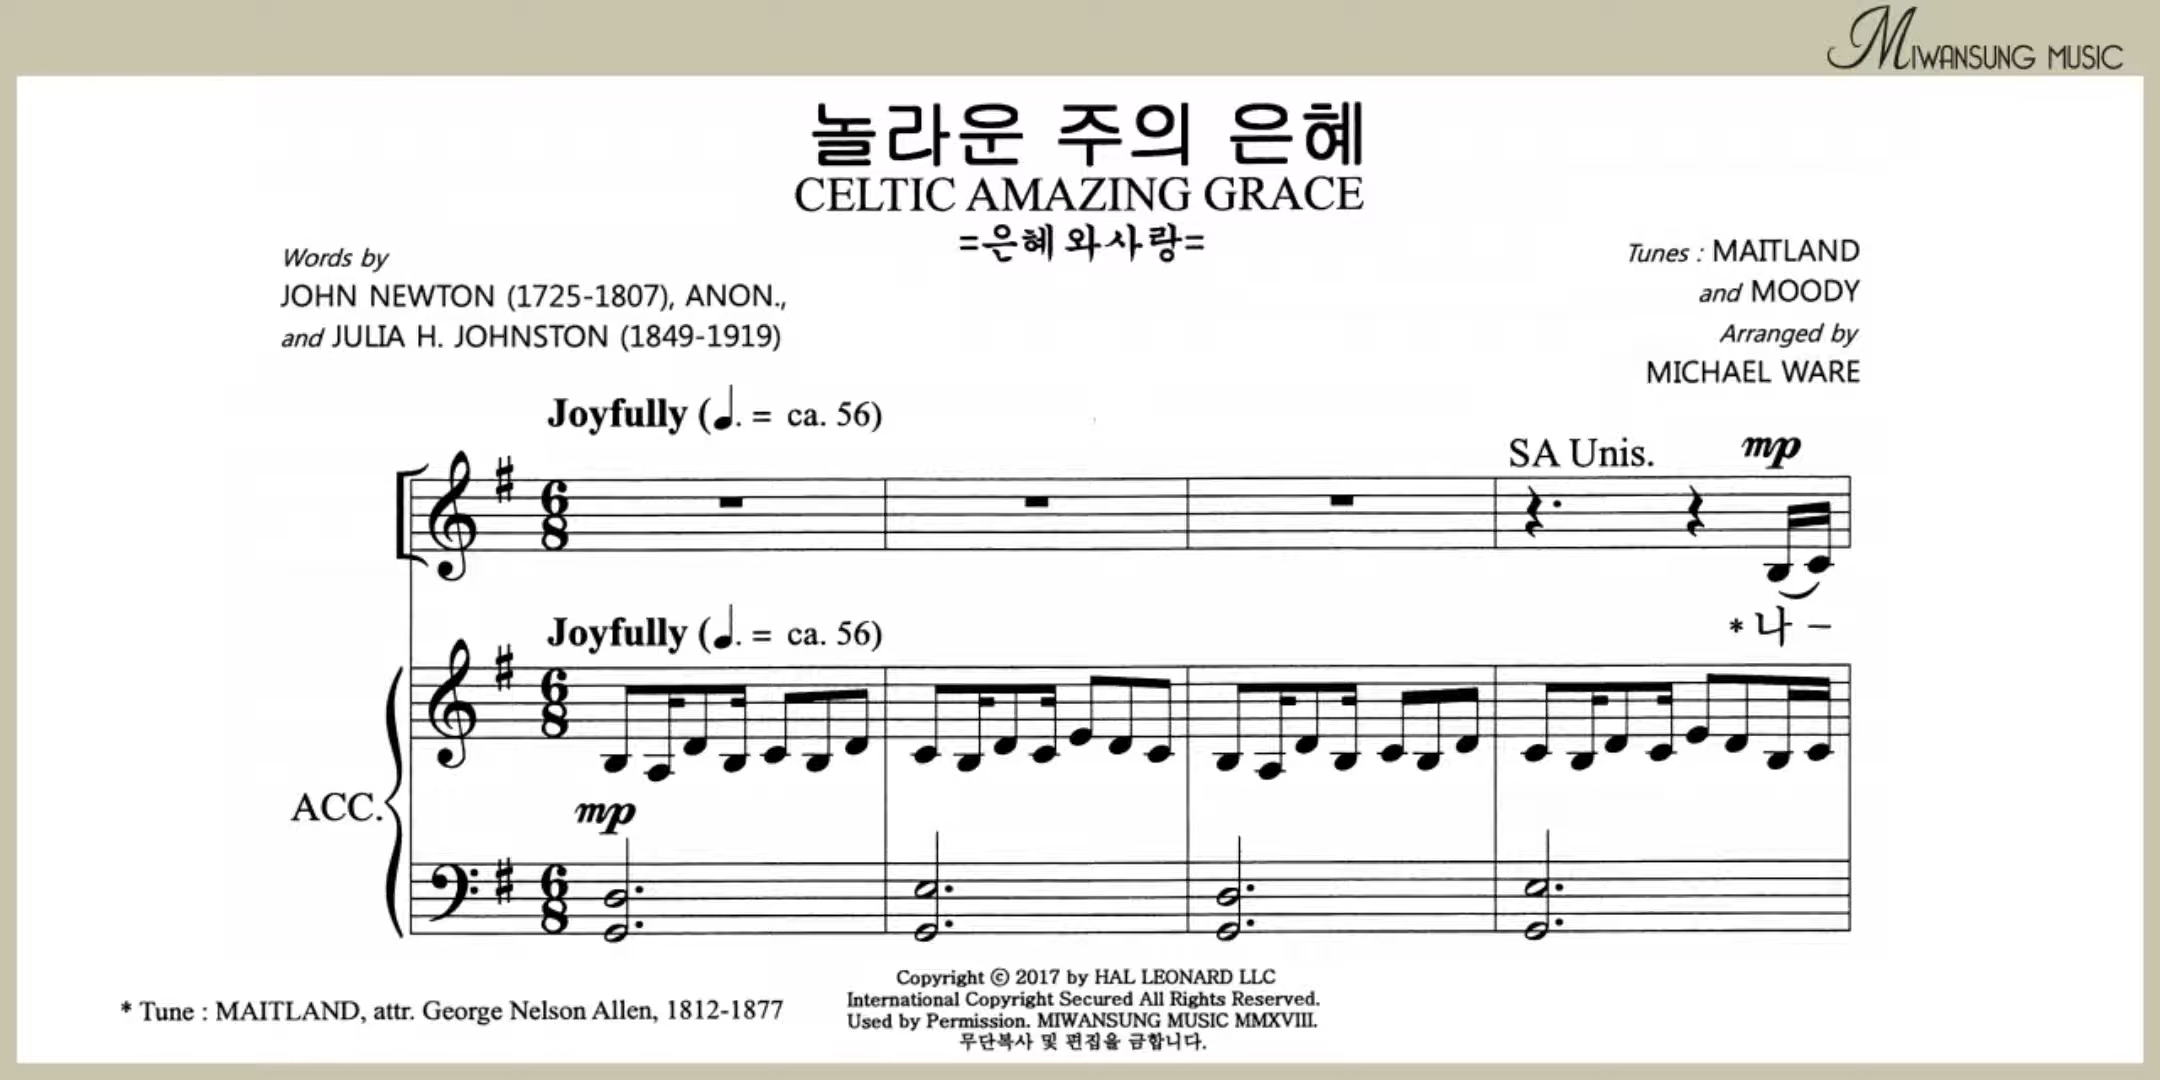 MIWANSUNG MUSIC
놀라운 주의 은혜
CELTIC AMAZING GRACE
=은혜와 사랑=
Words by
JOHN NEWTON (1725-1807), ANON.,
and JULIA H. JOHNSTON (1849-1919)
Tunes : MAITLAND
and MOODY
Arranged by
MICHAEL WARE
Joyfully (♩. = ca. 56)
SA Unis.
mp
*나 –
Joyfully (♩. = ca. 56)
ACC.
mp
* Tune : MAITLAND, attr. George Nelson Allen, 1812-1877
Copyright ⓒ 2017 by HAL LEONARD LLC
International Copyright Secured All Rights Reserved.
Used by Permission. MIWANSUNG MUSIC MMXVIII.
무단복사 및 편집을 금합니다.